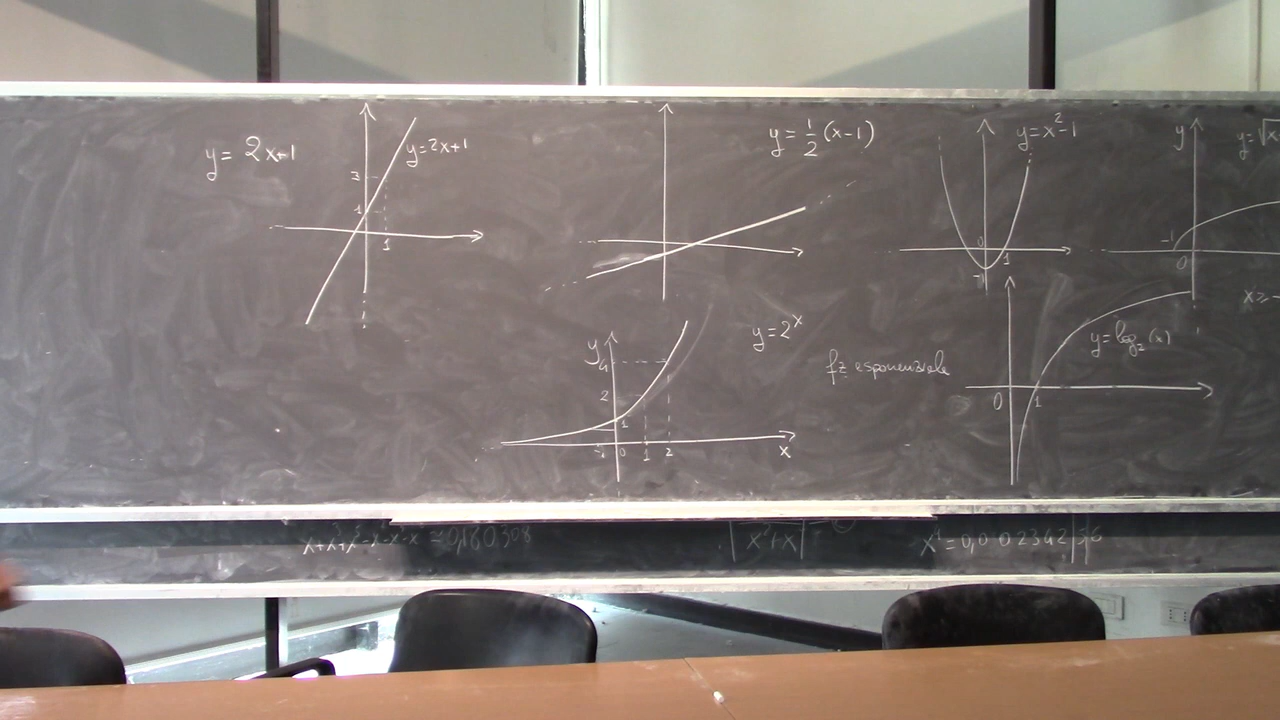 y = 2x+1
y=2x+1
3
1
1
y = 1/2 (x-1)
y=x²-1
0
1
-1
y
-1
0
y=2ˣ
y
4
2
1
-1 0 1 2
x
fz esponenziale
y=log₂(x)
0
1